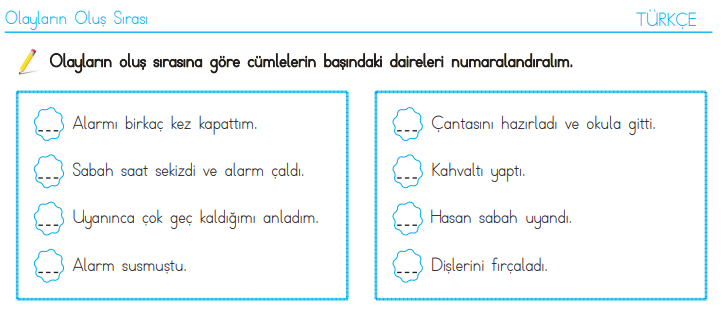 Olayların Oluş Sırası
TÜRKÇE
Olayların oluş sırasına göre cümlelerin başındaki daireleri numaralandıralım.
--- Alarmı birkaç kez kapattım.
--- Sabah saat sekizdi ve alarm çaldı.
--- Uyanınca çok geç kaldığımı anladım.
--- Alarm susmuştu.
--- Çantasını hazırladı ve okula gitti.
--- Kahvaltı yaptı.
--- Hasan sabah uyandı.
--- Dişlerini fırçaladı.